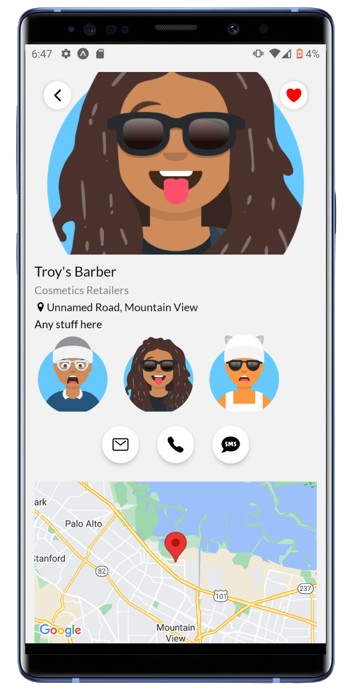 6:47
4%
Troy's Barber
Cosmetics Retailers
Unnamed Road, Mountain View
Any stuff here
SMS
ark
Palo Alto
Stanford
82
101
237
Mountain
View
Google